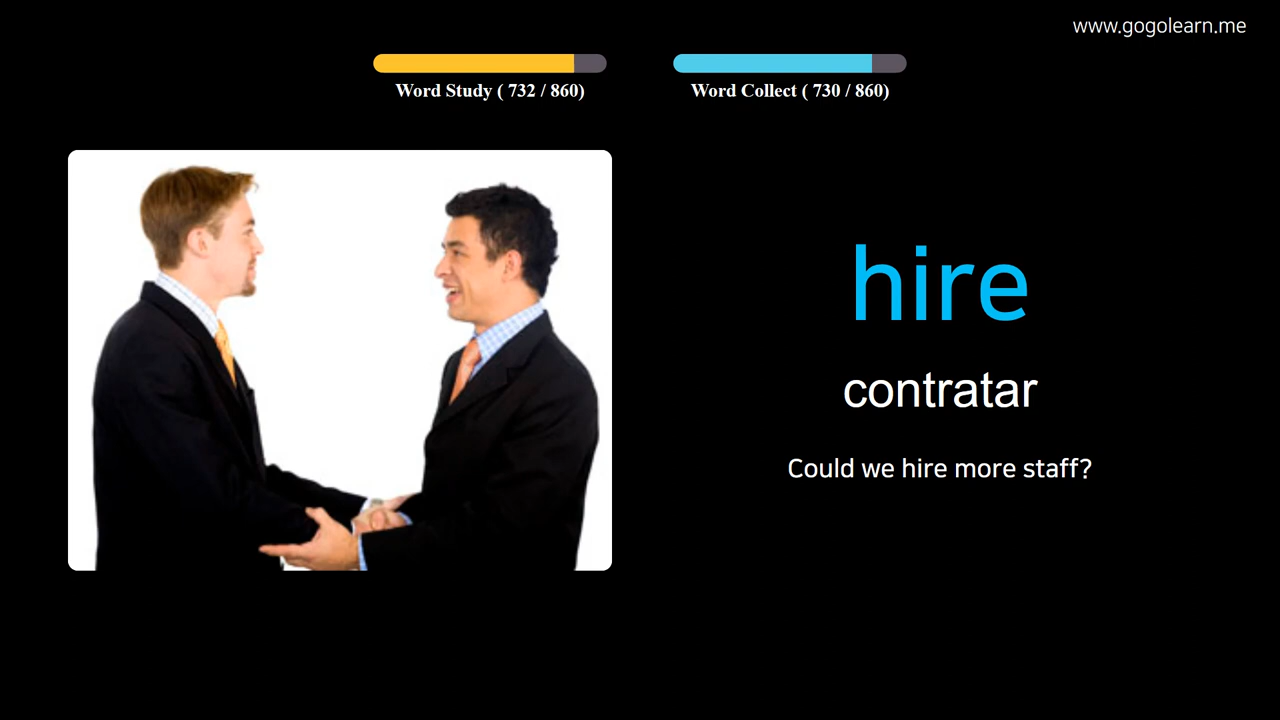 www.gogolearn.me
Word Study ( 732 / 860)
Word Collect ( 730 / 860)
hire
contratar
Could we hire more staff?